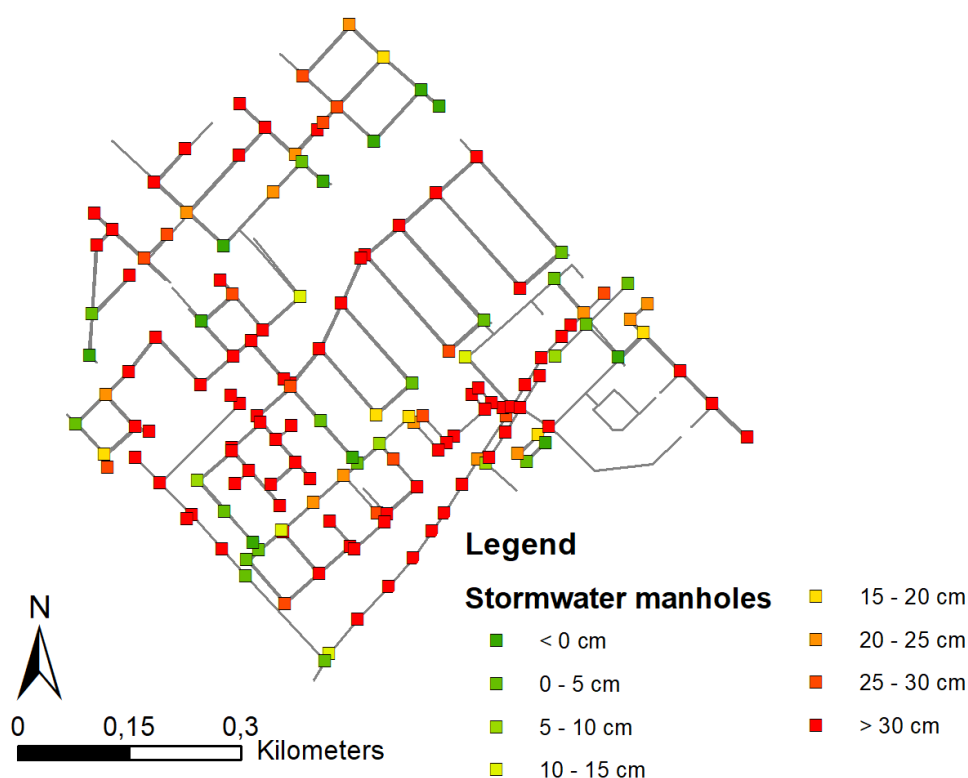 Legend
Stormwater manholes
< 0 cm
0 - 5 cm
5 - 10 cm
10 - 15 cm
15 - 20 cm
20 - 25 cm
25 - 30 cm
> 30 cm
N
0 0,15 0,3
Kilometers